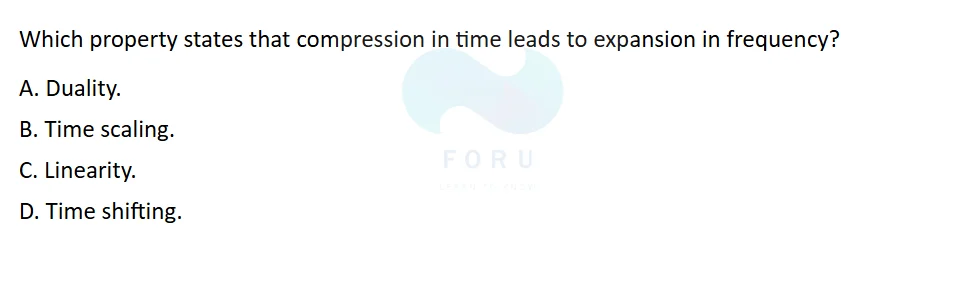 Which property states that compression in time leads to expansion in frequency?
A. Duality.
B. Time scaling.
FORU
C. Linearity.
D. Time shifting.